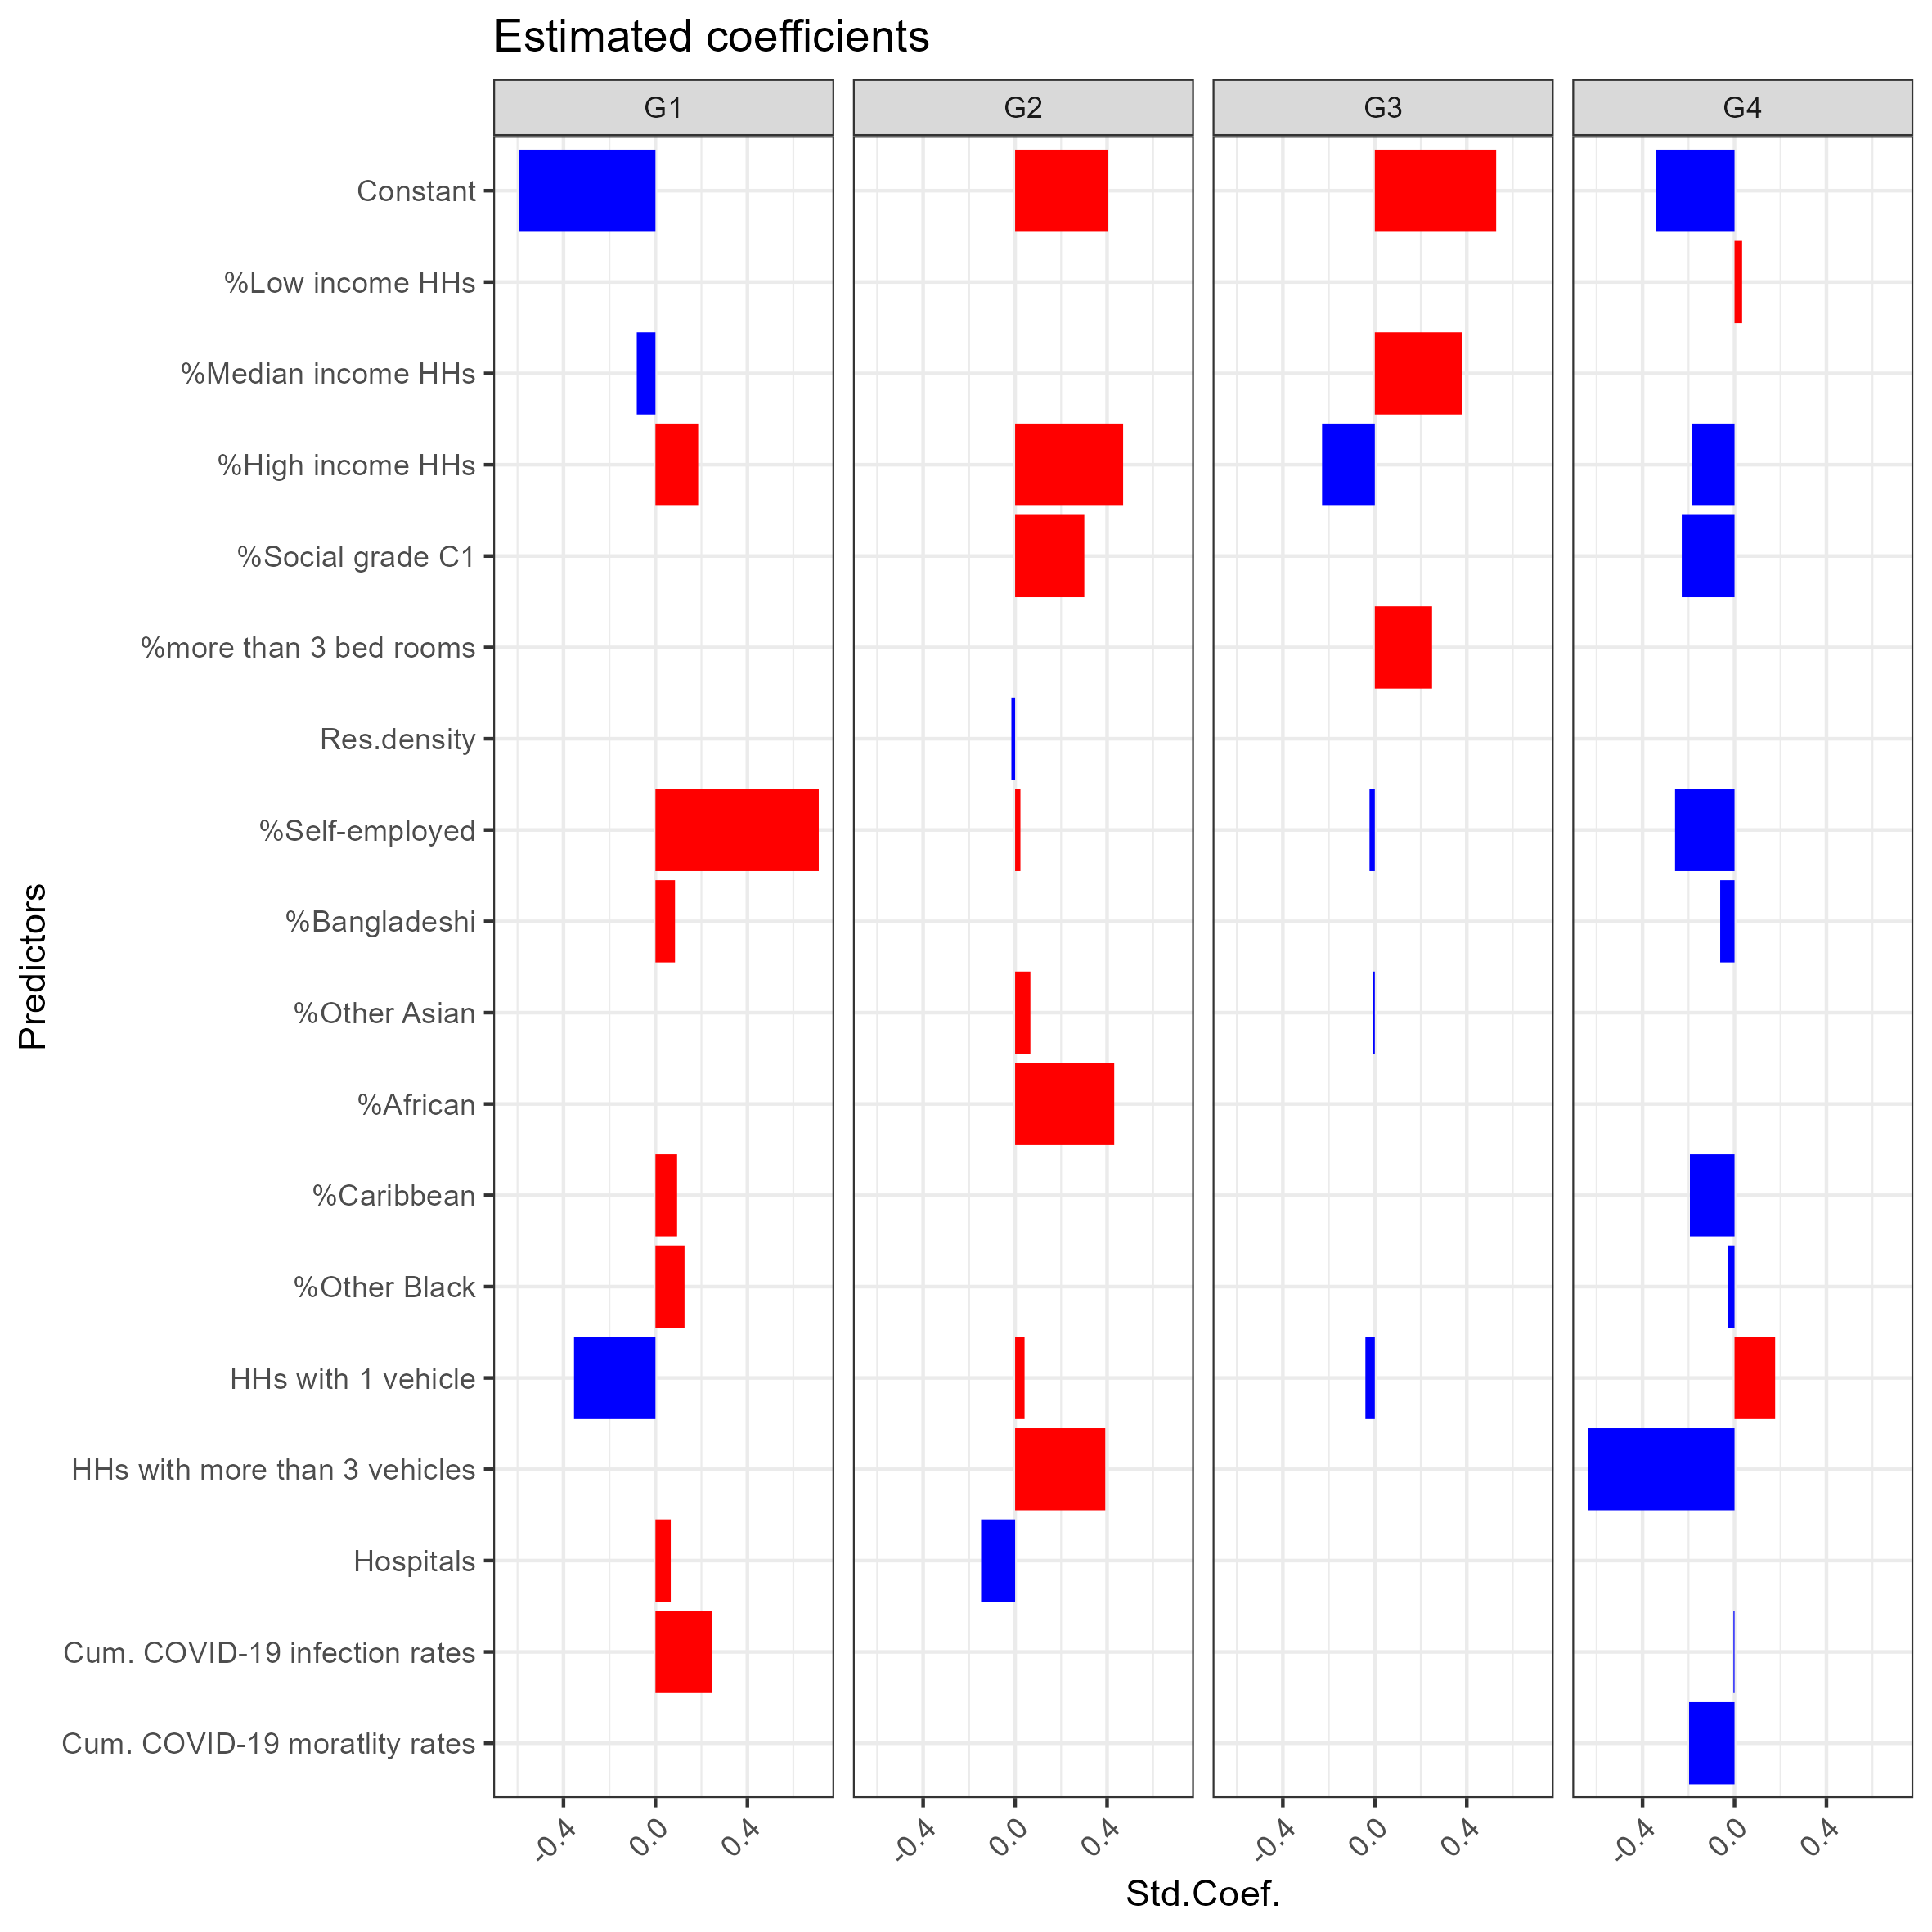 Estimated coefficients
G1 G2 G3 G4
Constant
%Low income HHs
%Median income HHs
%High income HHs
%Social grade C1
%more than 3 bed rooms
Res.density
%Self-employed
%Bangladeshi
%Other Asian
%African
%Caribbean
%Other Black
HHs with 1 vehicle
HHs with more than 3 vehicles
Hospitals
Cum. COVID-19 infection rates
Cum. COVID-19 moratlity rates
Predictors
-0.4 0.0 0.4 -0.4 0.0 0.4 -0.4 0.0 0.4 -0.4 0.0 0.4
Std.Coef.